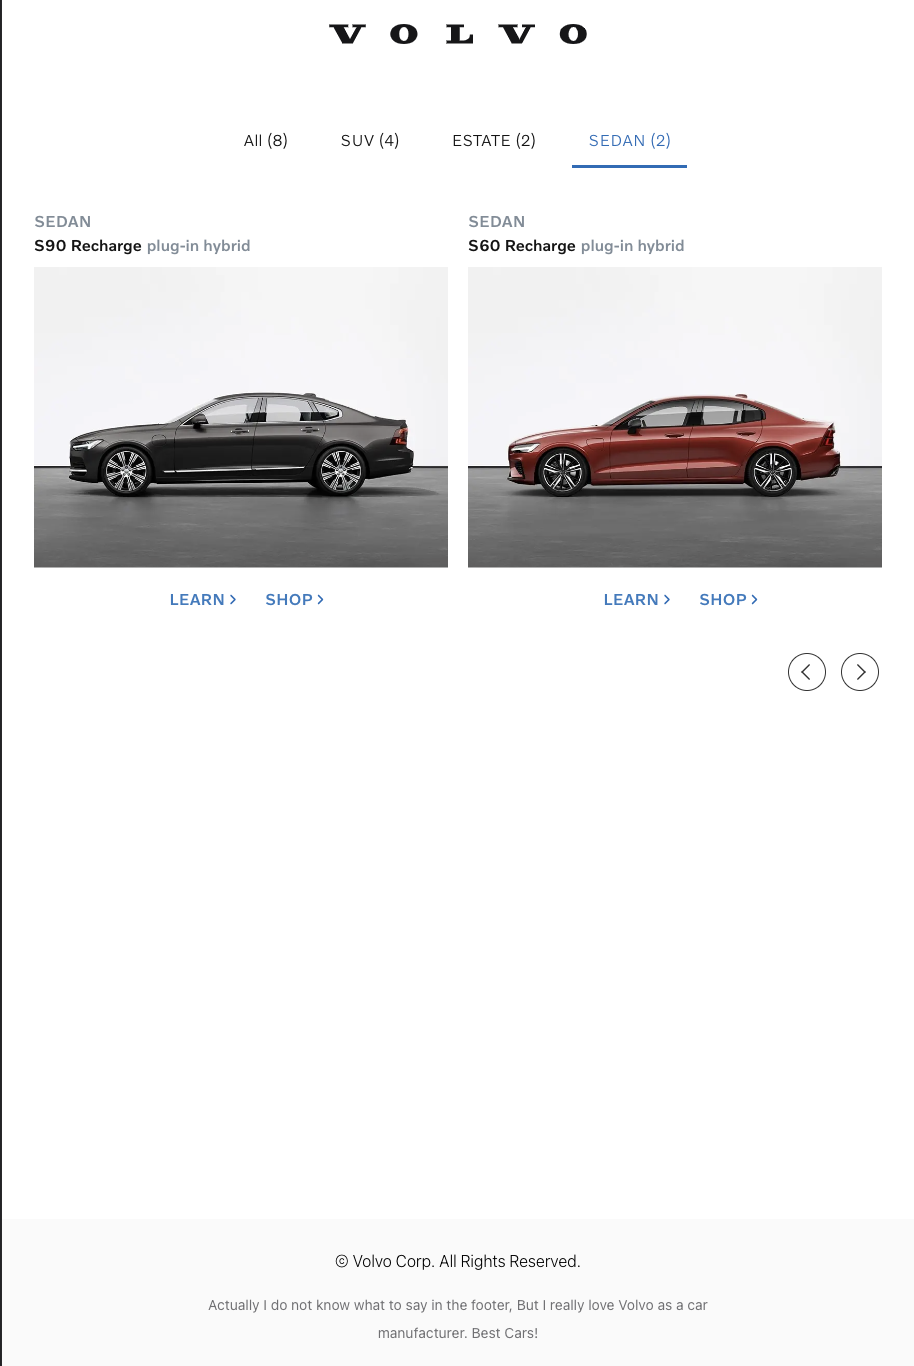 VOLVO
All (8) SUV (4) ESTATE (2) SEDAN (2)
SEDAN
S90 Recharge plug-in hybrid
LEARN SHOP
SEDAN
S60 Recharge plug-in hybrid
LEARN SHOP
© Volvo Corp. All Rights Reserved.
Actually I do not know what to say in the footer, But I really love Volvo as a car
manufacturer. Best Cars!